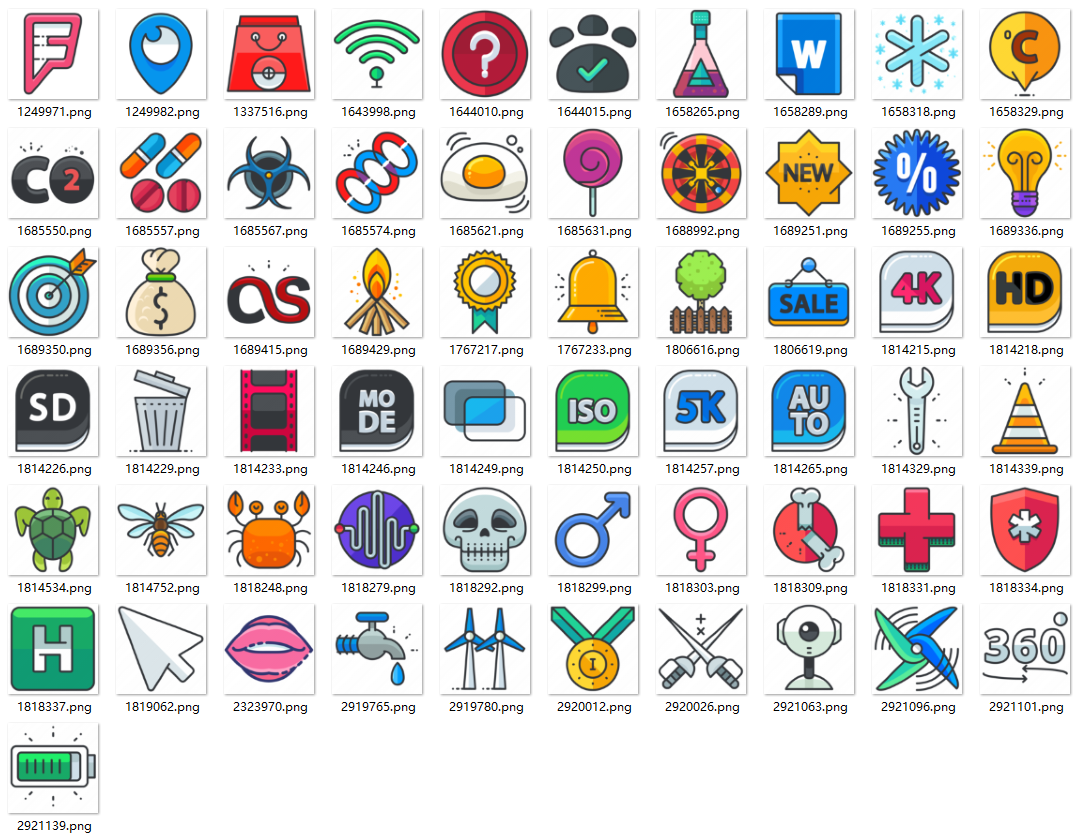 F
?
W
°C
1249971.png 1249982.png 1337516.png 1643998.png 1644010.png 1644015.png 1658265.png 1658289.png 1658318.png 1658329.png
CO2
NEW
%
1685550.png 1685557.png 1685567.png 1685574.png 1685621.png 1685631.png 1688992.png 1689251.png 1689255.png 1689336.png
$
as
SALE
4K
HD
1689350.png 1689356.png 1689415.png 1689429.png 1767217.png 1767233.png 1806616.png 1806619.png 1814215.png 1814218.png
SD
MO
DE
ISO
5K
AU
TO
1814226.png 1814229.png 1814233.png 1814246.png 1814249.png 1814250.png 1814257.png 1814265.png 1814329.png 1814339.png
1814534.png 1814752.png 1818248.png 1818279.png 1818292.png 1818299.png 1818303.png 1818309.png 1818331.png 1818334.png
H
I
360°
1818337.png 1819062.png 2323970.png 2919765.png 2919780.png 2920012.png 2920026.png 2921063.png 2921096.png 2921101.png
2921139.png